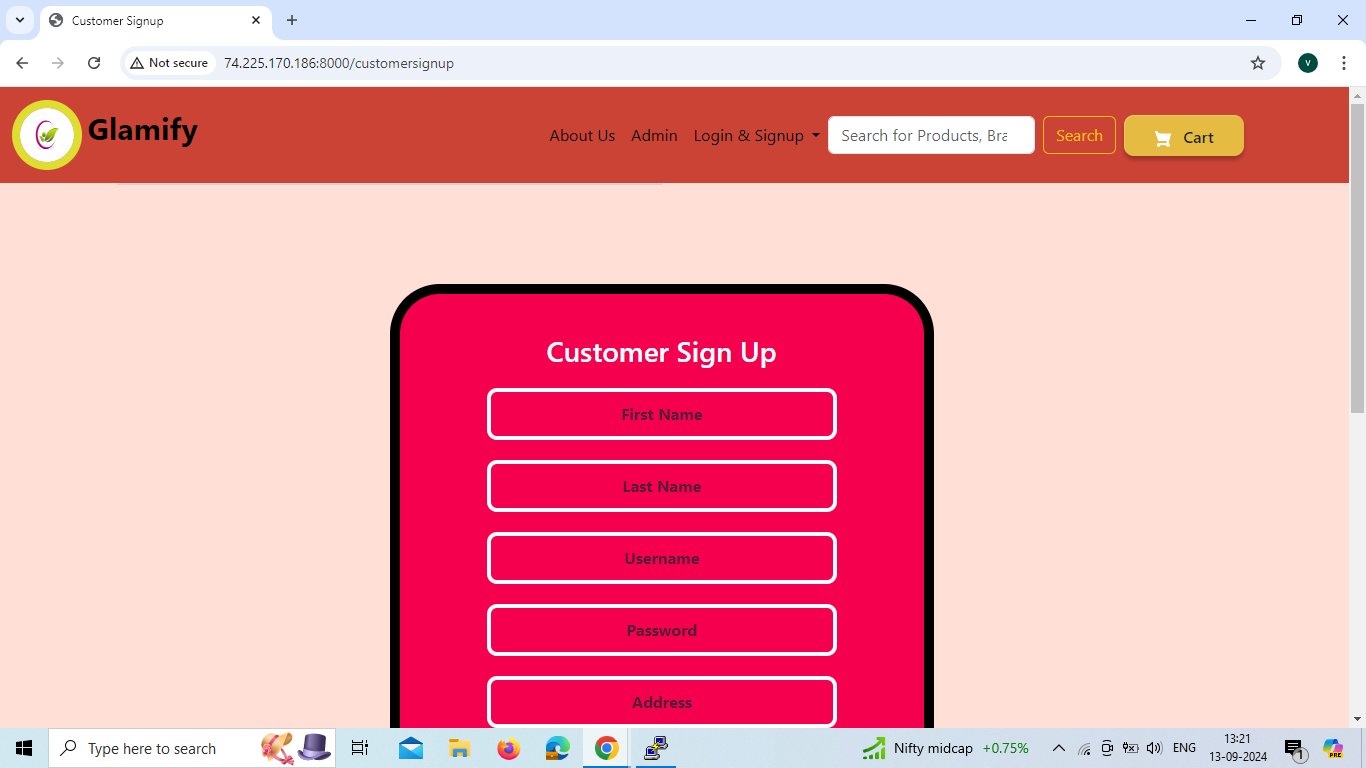 Customer Signup
Not secure
74.225.170.186:8000/customersignup
V
Glamify
About Us
Admin
Login & Signup
Search for Products, Bra
Search
Cart
Customer Sign Up
First Name
Last Name
Username
Password
Address
Type here to search
Nifty midcap +0.75%
ENG
13:21
13-09-2024
1
PRE